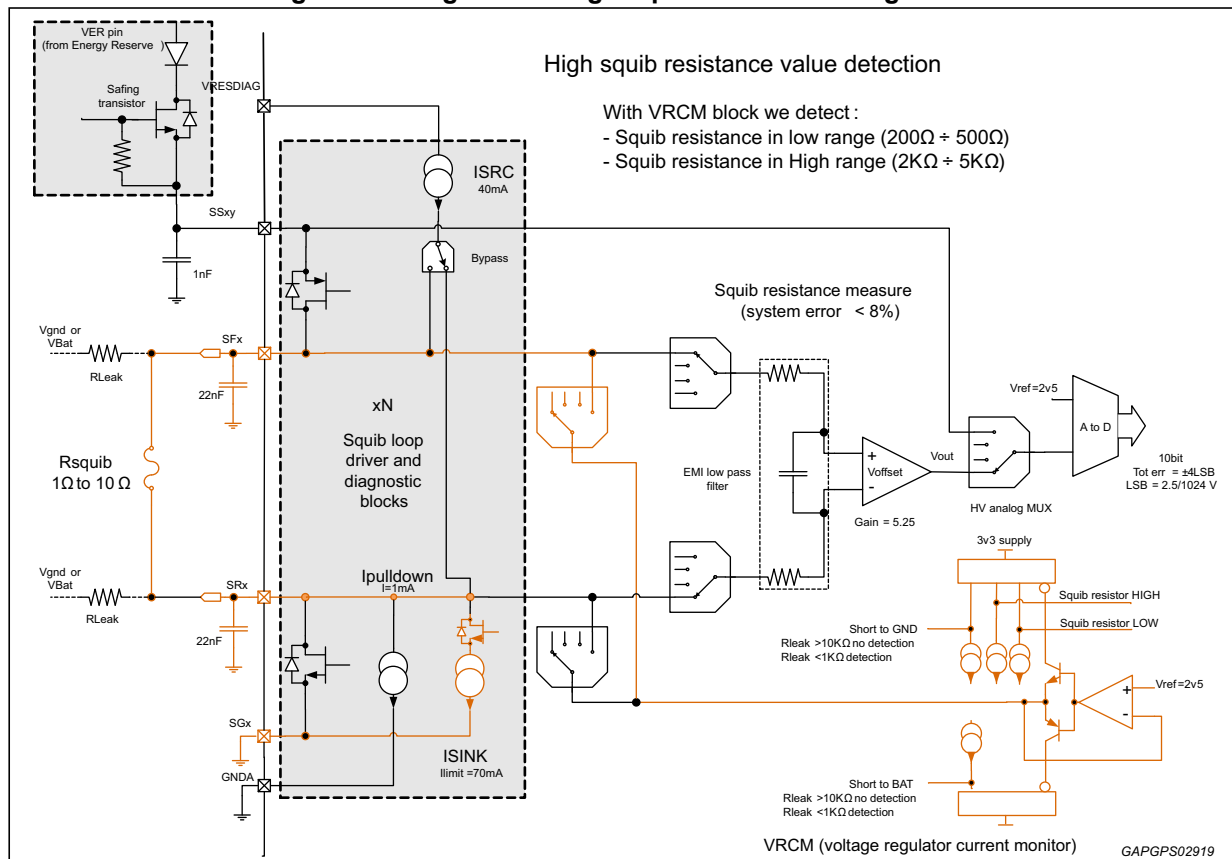 VER pin
(from Energy Reserve )
VRESDIAG
Safing
transistor
SSxy
1nF
High squib resistance value detection
With VRCM block we detect :
- Squib resistance in low range (200Ω ÷ 500Ω)
- Squib resistance in High range (2KΩ ÷ 5KΩ)
ISRC
40mA
Bypass
Squib resistance measure
(system error < 8%)
Vgnd or
VBat
RLeak
SFx
22nF
xN
Squib loop
driver and
diagnostic
blocks
Rsquib
1Ω to 10 Ω
EMI low pass
filter
+
-
Voffset
Vout
Gain = 5.25
HV analog MUX
Vref=2v5
A to D
10bit
Tot err = ±4LSB
LSB = 2.5/1024 V
Vgnd or
VBat
RLeak
SRx
22nF
Ipulldown
I=1mA
SGx
GNDA
ISINK
Ilimit =70mA
3v3 supply
Squib resistor HIGH
Squib resistor LOW
Short to GND
Rleak >10KΩ no detection
Rleak <1KΩ detection
+
-
Vref=2v5
Short to BAT
Rleak >10KΩ no detection
Rleak <1KΩ detection
VRCM (voltage regulator current monitor)
GAPGPS02919